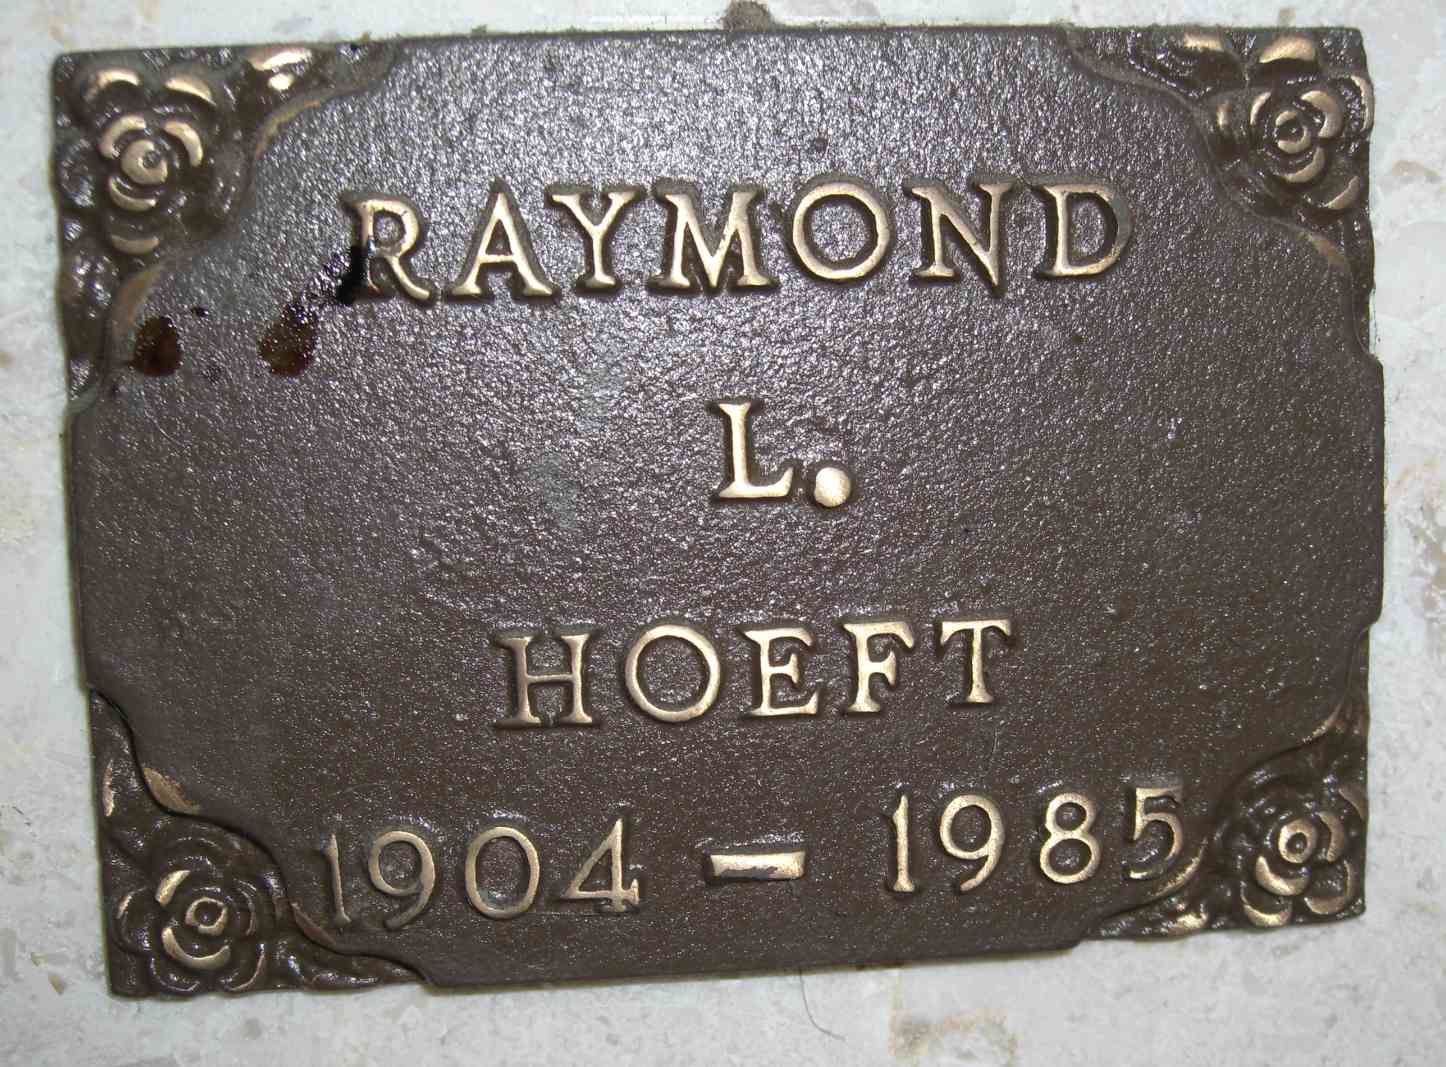 RAYMOND
L.
HOEFT
1904 – 1985